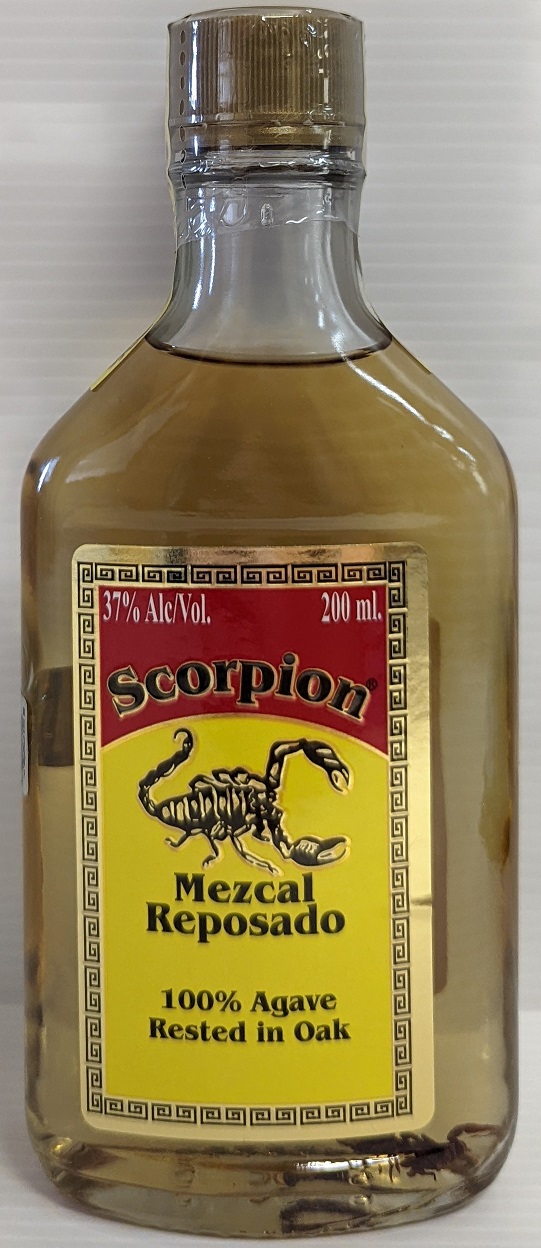 37% Alc/Vol. 200 ml.
Scorpion®
Mezcal
Reposado
100% Agave
Rested in Oak